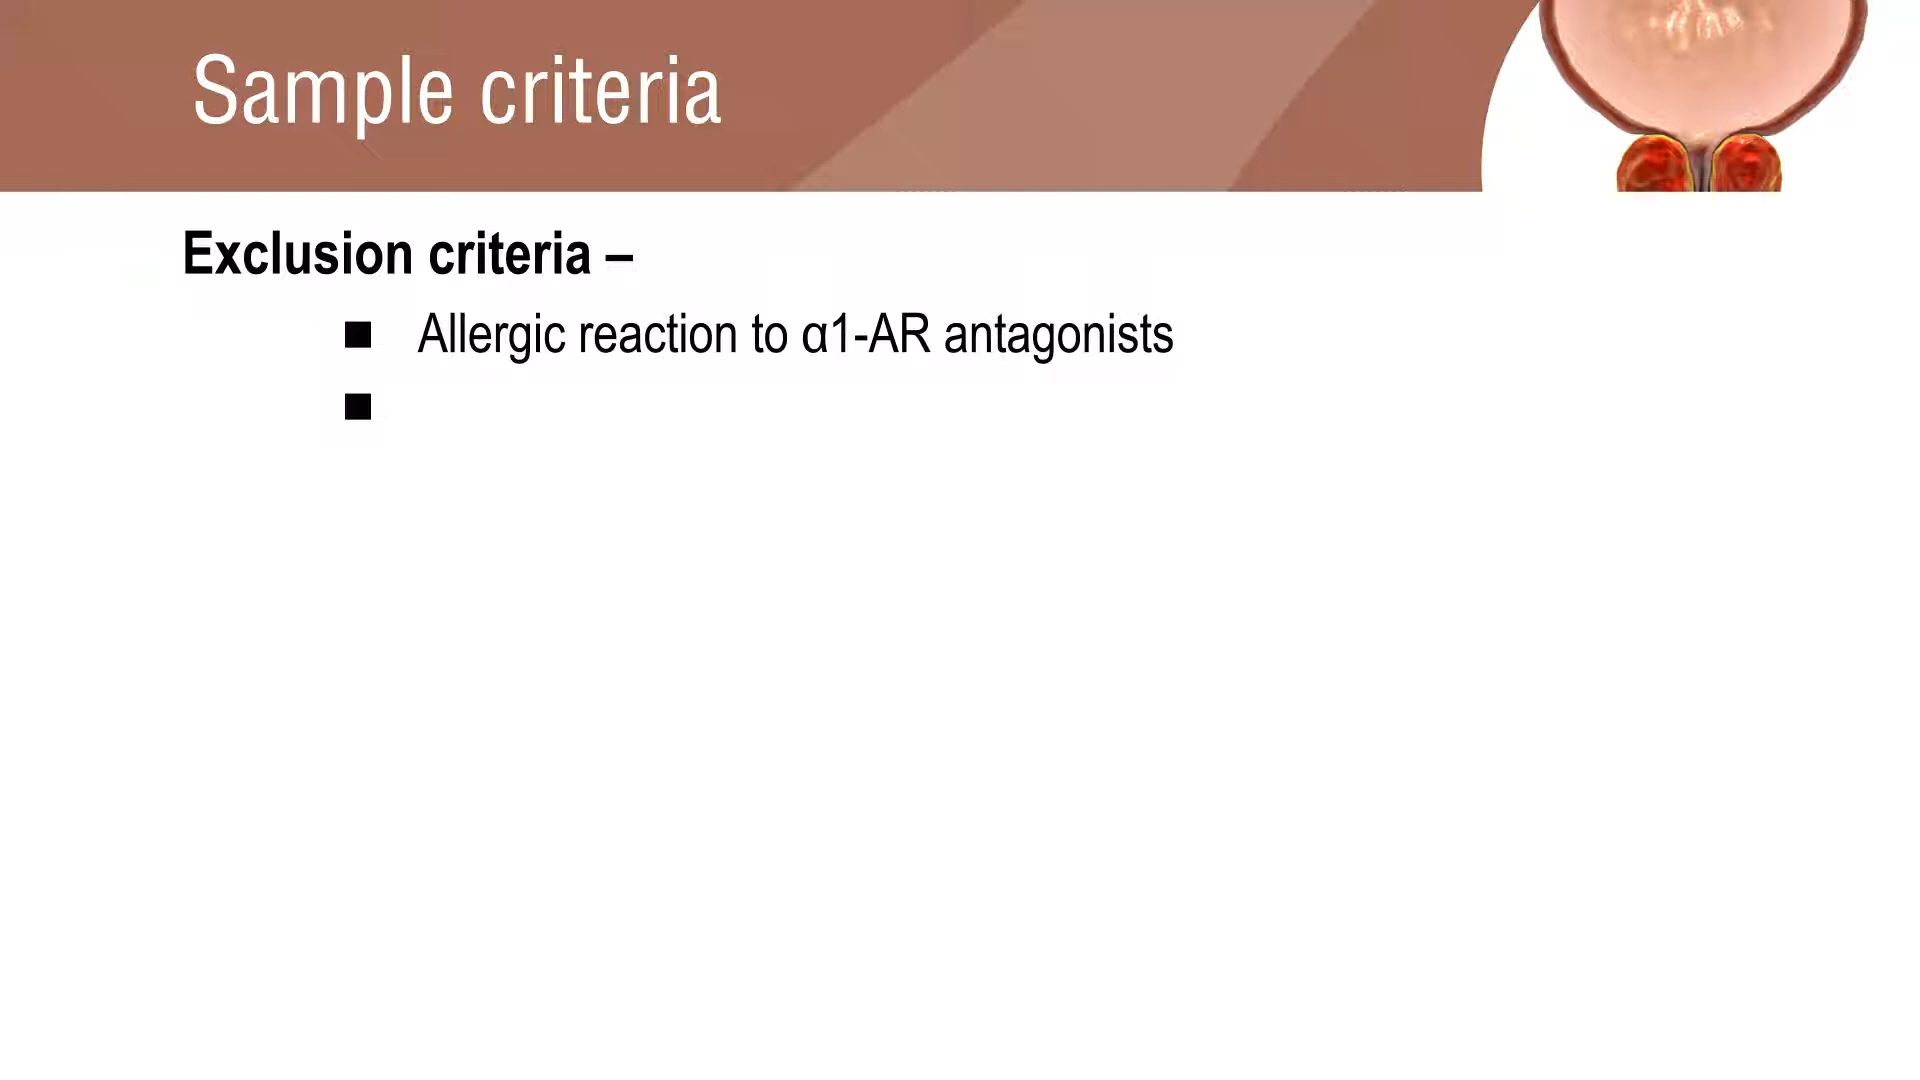 Sample criteria
Exclusion criteria –
■ Allergic reaction to α1-AR antagonists
■